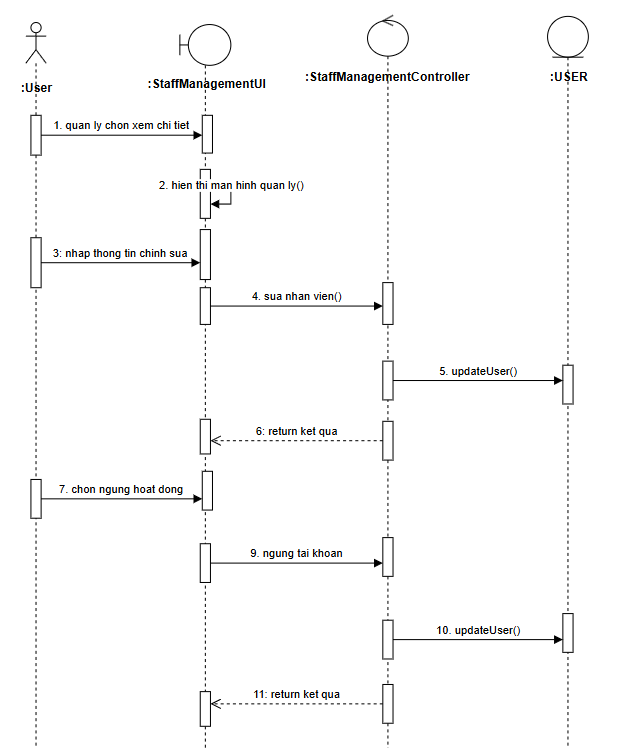 :User
:StaffManagementUI
:StaffManagementController
:USER
1. quan ly chon xem chi tiet
2. hien thi man hinh quan ly()
3: nhap thong tin chinh sua
4. sua nhan vien()
5. updateUser()
6: return ket qua
7. chon ngung hoat dong
9. ngung tai khoan
10. updateUser()
11: return ket qua